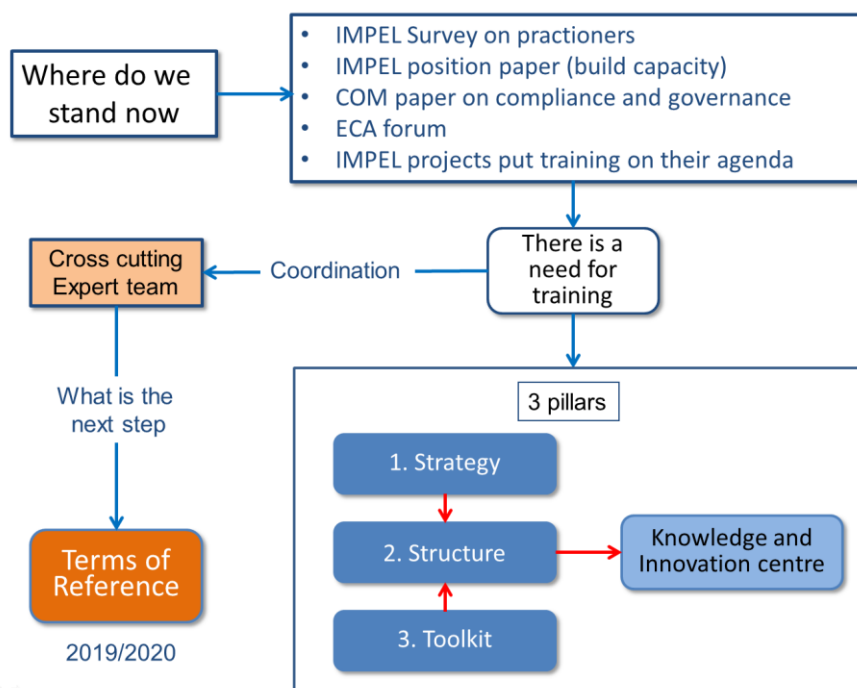 Where do we
stand now
• IMPEL Survey on practioners
• IMPEL position paper (build capacity)
• COM paper on compliance and governance
• ECA forum
• IMPEL projects put training on their agenda
There is a
need for
training
Coordination
Cross cutting
Expert team
What is the
next step
Terms of
Reference
2019/2020
3 pillars
1. Strategy
2. Structure
3. Toolkit
Knowledge and
Innovation centre